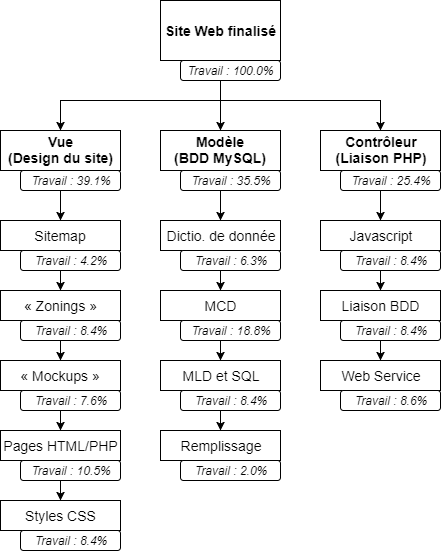 Site Web finalisé
Travail : 100.0%
Vue
(Design du site)
Travail : 39.1%
Sitemap
Travail : 4.2%
« Zonings »
Travail : 8.4%
« Mockups »
Travail : 7.6%
Pages HTML/PHP
Travail : 10.5%
Styles CSS
Travail : 8.4%
Modèle
(BDD MySQL)
Travail : 35.5%
Dictio. de donnée
Travail : 6.3%
MCD
Travail : 18.8%
MLD et SQL
Travail : 8.4%
Remplissage
Travail : 2.0%
Contrôleur
(Liaison PHP)
Travail : 25.4%
Javascript
Travail : 8.4%
Liaison BDD
Travail : 8.4%
Web Service
Travail : 8.6%